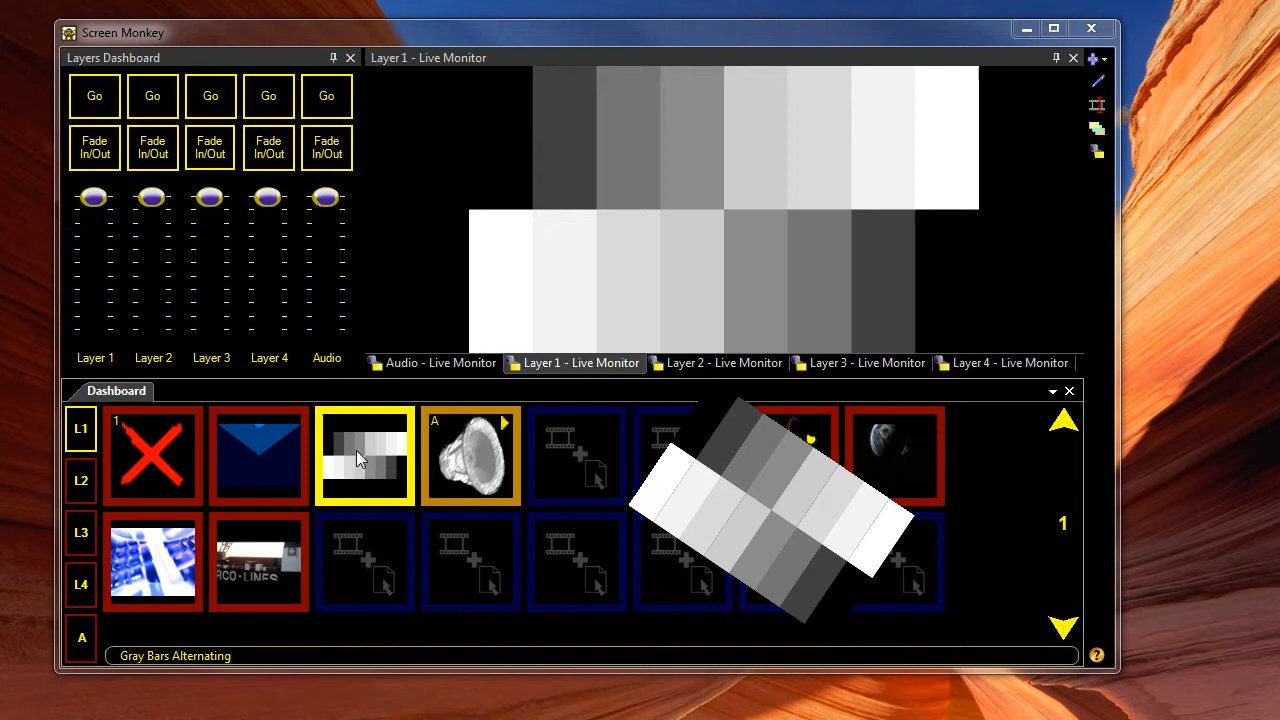 Screen Monkey
Layers Dashboard
Layer 1 - Live Monitor
Go Go Go Go Go
Fade In/Out Fade In/Out Fade In/Out Fade In/Out Fade In/Out
Layer 1 Layer 2 Layer 3 Layer 4 Audio
Audio - Live Monitor Layer 1 - Live Monitor Layer 2 - Live Monitor Layer 3 - Live Monitor Layer 4 - Live Monitor
Dashboard
L1
1
A
L2
L3
1
RCO-LINES
L4
A
Gray Bars Alternating
?